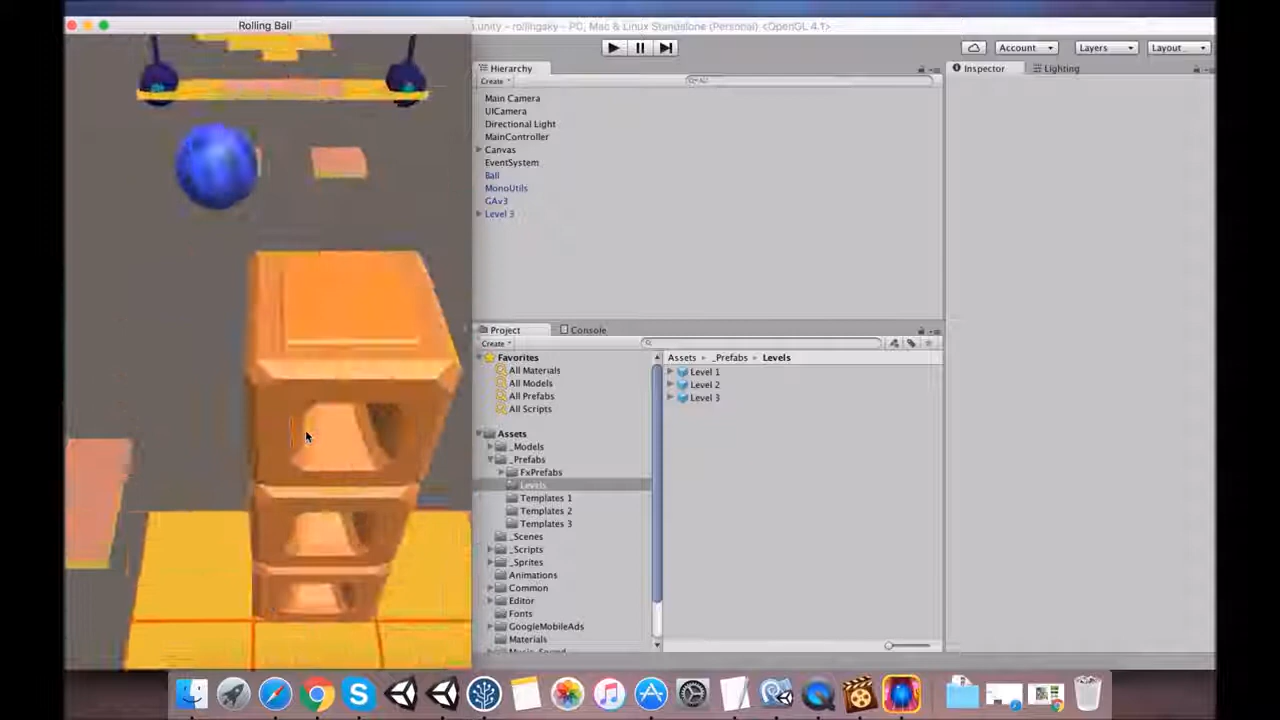 Rolling Ball
.unity - rollingsky - PC, Mac & Linux Standalone (Personal) <OpenGL 4.1>
Account
Layers
Layout
Hierarchy
Inspector
Lighting
Create
All
Main Camera
UICamera
Directional Light
MainController
Canvas
EventSystem
Ball
MonoUtils
GAv3
Level 3
Project
Console
Create
Favorites
All Materials
All Models
All Prefabs
All Scripts
Assets
_Models
_Prefabs
FxPrefabs
Levels
Templates 1
Templates 2
Templates 3
_Scenes
_Scripts
_Sprites
Animations
Common
Editor
Fonts
GoogleMobileAds
Materials
Music_Sound
Assets ▸ _Prefabs ▸ Levels
Level 1
Level 2
Level 3